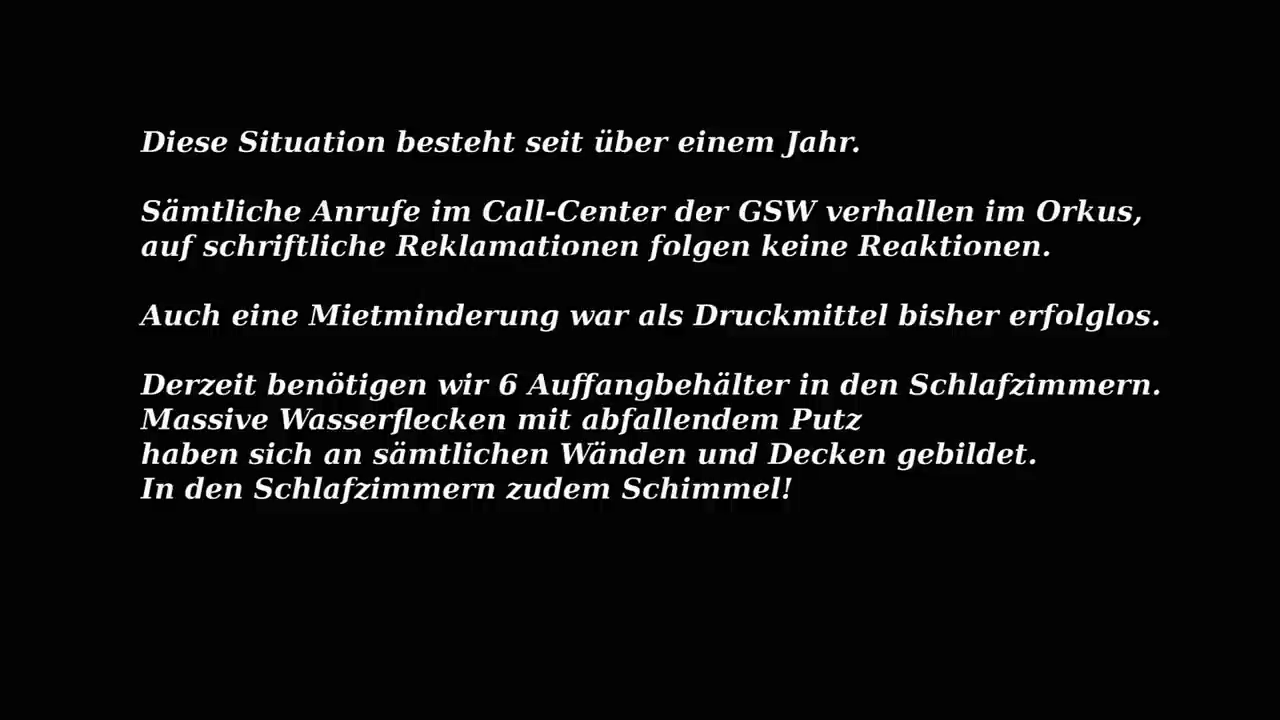 Diese Situation besteht seit über einem Jahr.
Sämtliche Anrufe im Call-Center der GSW verhallen im Orkus,
auf schriftliche Reklamationen folgen keine Reaktionen.
Auch eine Mietminderung war als Druckmittel bisher erfolglos.
Derzeit benötigen wir 6 Auffangbehälter in den Schlafzimmern.
Massive Wasserflecken mit abfallendem Putz
haben sich an sämtlichen Wänden und Decken gebildet.
In den Schlafzimmern zudem Schimmel!